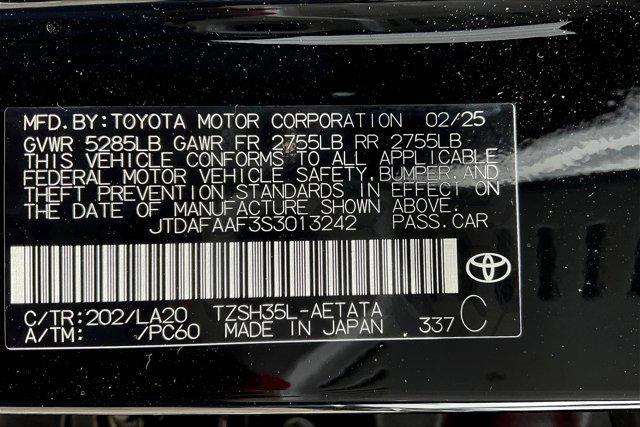 MFD.BY:TOYOTA MOTOR CORPORATION 02/25
GVWR 5285LB GAWR FR 2755LB RR 2755LB
THIS VEHICLE CONFORMS TO ALL APPLICABLE
FEDERAL MOTOR VEHICLE SAFETY, BUMPER, AND
THEFT PREVENTION STANDARDS IN EFFECT ON
THE DATE OF MANUFACTURE SHOWN ABOVE.
JTDAFAAF3S3013242 PASS.CAR
C/TR:202/LA20 TZSH35L-AETATA
A/TM: /PC60 MADE IN JAPAN 337 C